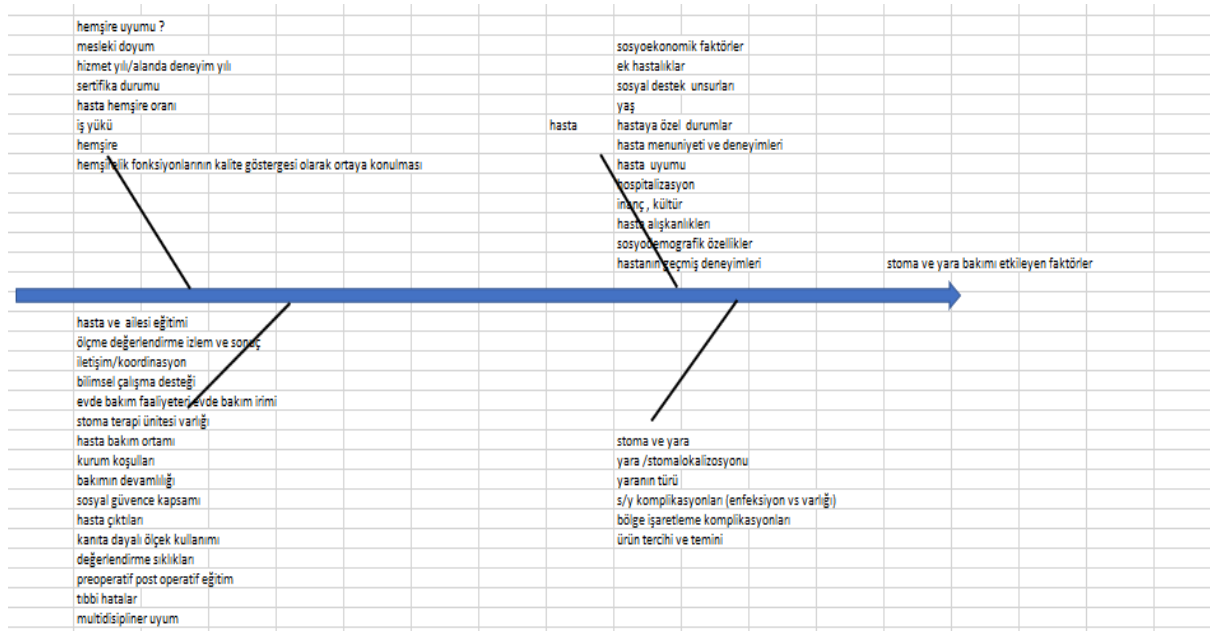 hemşire uyumu ?
mesleki doyum
hizmet yılı/alanda deneyim yılı
sertifika durumu
hasta hemşire oranı
iş yükü
hemşire
hemşirelik fonksiyonlarının kalite göstergesi olarak ortaya konulması
hasta
sosyoekonomik faktörler
ek hastalıklar
sosyal destek unsurları
yaş
hastaya özel durumlar
hasta menuniyeti ve deneyimleri
hasta uyumu
hospitalizasyon
inanç , kültür
hasta alışkanlıkları
sosyodemografik özellikler
hastanın geçmiş deneyimleri
stoma ve yara bakımı etkileyen faktörler
hasta ve ailesi eğitimi
ölçme değerlendirme izlem ve sonuç
iletişim/koordinasyon
bilimsel çalışma desteği
evde bakım faaliyeteri,evde bakım irimi
stoma terapi ünitesi varlığı
hasta bakım ortamı
kurum koşulları
bakımın devamlılığı
sosyal güvence kapsamı
hasta çıktıları
kanıta dayalı ölçek kullanımı
değerlendirme sıklıkları
preoperatif post operatif eğitim
tıbbi hatalar
multidisipliner uyum
stoma ve yara
yara /stomalokalizosyonu
yaranın türü
s/y komplikasyonları (enfeksiyon vs varlığı)
bölge işaretleme komplikasyonları
ürün tercihi ve temini